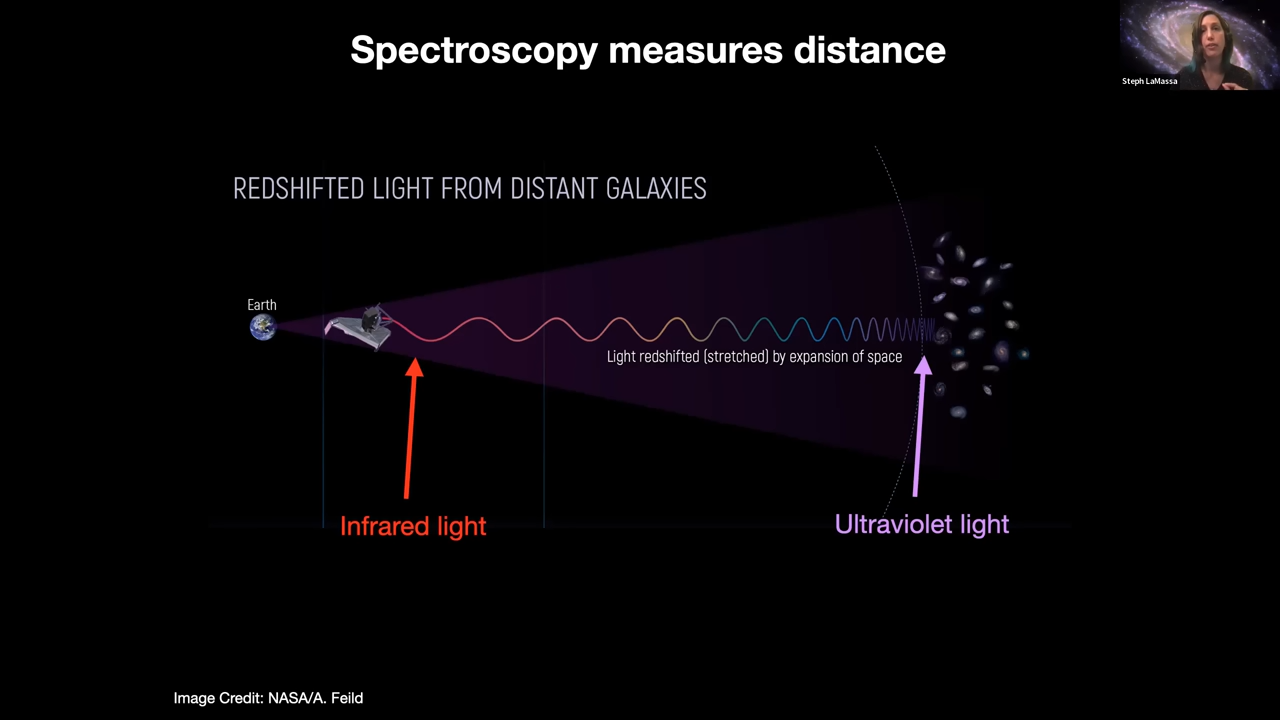 Spectroscopy measures distance
Steph LaMassa
REDSHIFTED LIGHT FROM DISTANT GALAXIES
Earth
Light redshifted (stretched) by expansion of space
Infrared light
Ultraviolet light
Image Credit: NASA/A. Feild